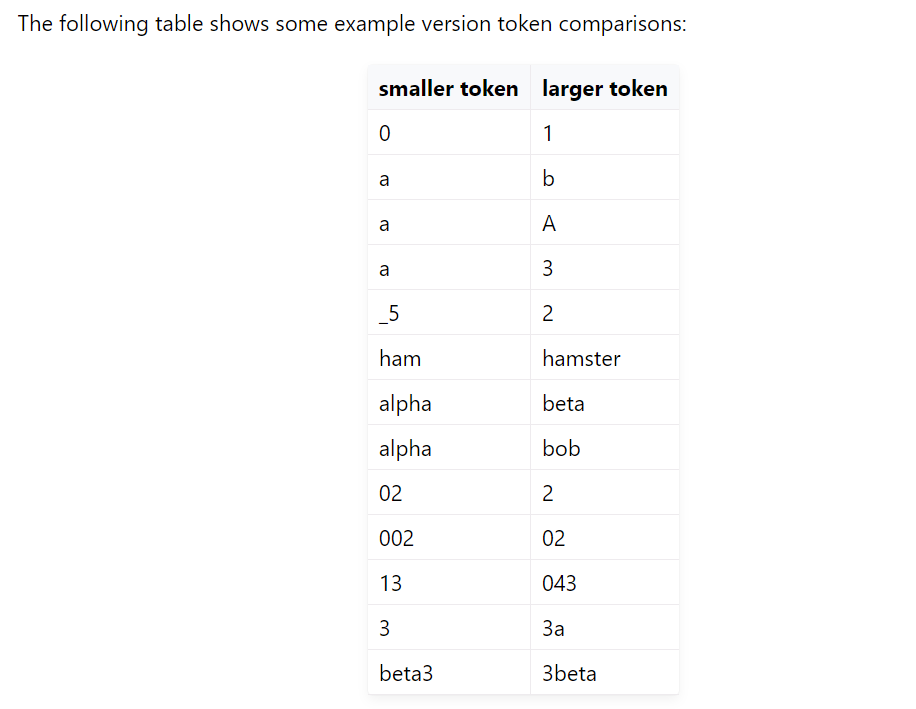 The following table shows some example version token comparisons:
smaller token larger token
0 1
a b
a A
a 3
_5 2
ham hamster
alpha beta
alpha bob
02 2
002 02
13 043
3 3a
beta3 3beta